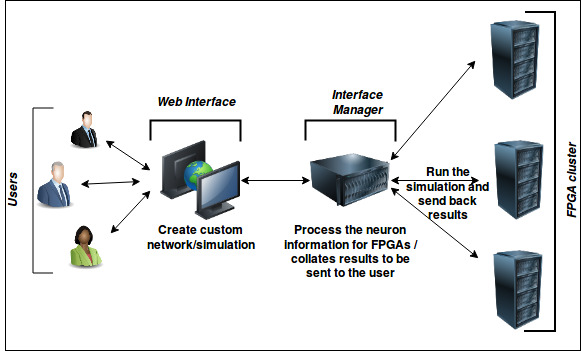 Users
Web Interface
Create custom
network/simulation
Interface
Manager
Process the neuron
information for FPGAs /
collates results to be
sent to the user
Run the
simulation and
send back
results
FPGA cluster